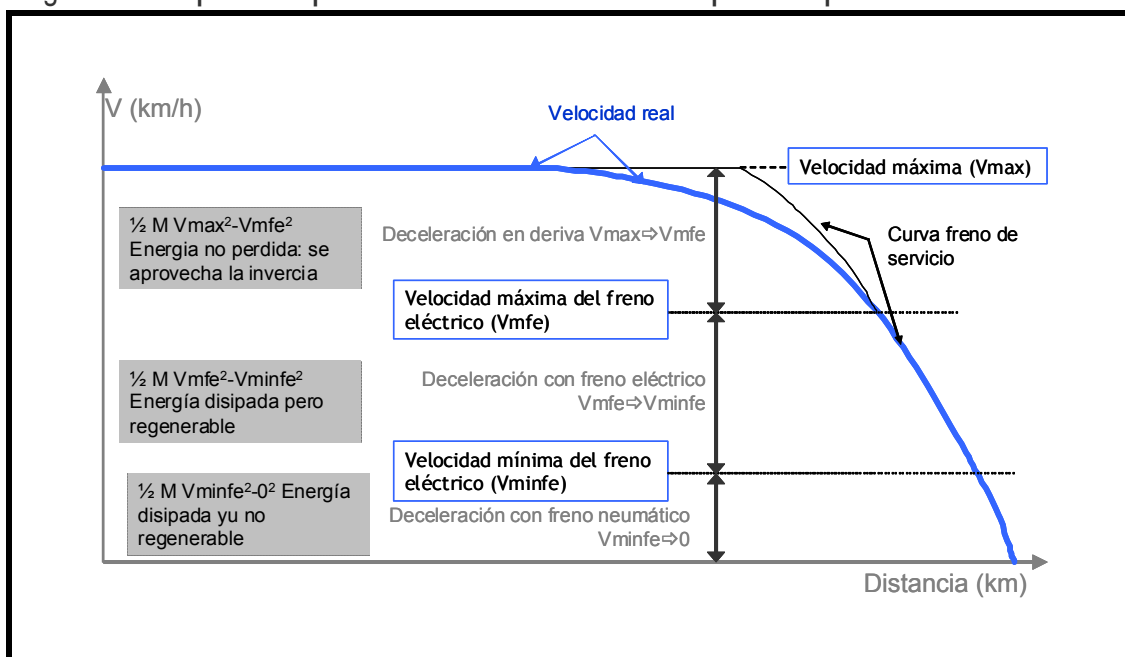 V (km/h)
Velocidad real
Velocidad máxima (Vmax)
½ M Vmax²-Vmfe²
Energia no perdida: se
aprovecha la invercia
Deceleración en deriva Vmax⇨Vmfe
Curva freno de
servicio
Velocidad máxima del freno
eléctrico (Vmfe)
½ M Vmfe²-Vminfe²
Energía disipada pero
regenerable
Deceleración con freno eléctrico
Vmfe⇨Vminfe
Velocidad mínima del freno
eléctrico (Vminfe)
½ M Vminfe²-0² Energía
disipada yu no
regenerable
Deceleración con freno neumático
Vminfe⇨0
Distancia (km)